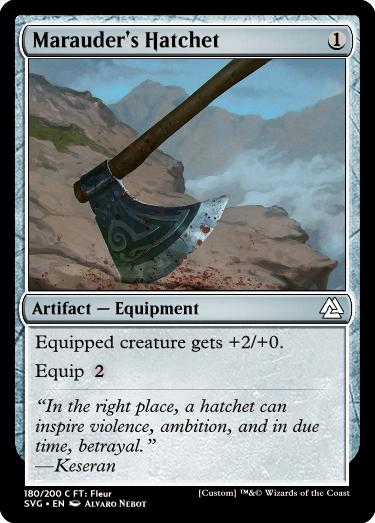 Marauder's Hatchet 1
Artifact — Equipment
Equipped creature gets +2/+0.
Equip 2
“In the right place, a hatchet can
inspire violence, ambition, and in due
time, betrayal.”
—Keseran
180/200 C FT: Fleur
SVG • EN Alvaro Nebot
[Custom] ™&© Wizards of the Coast